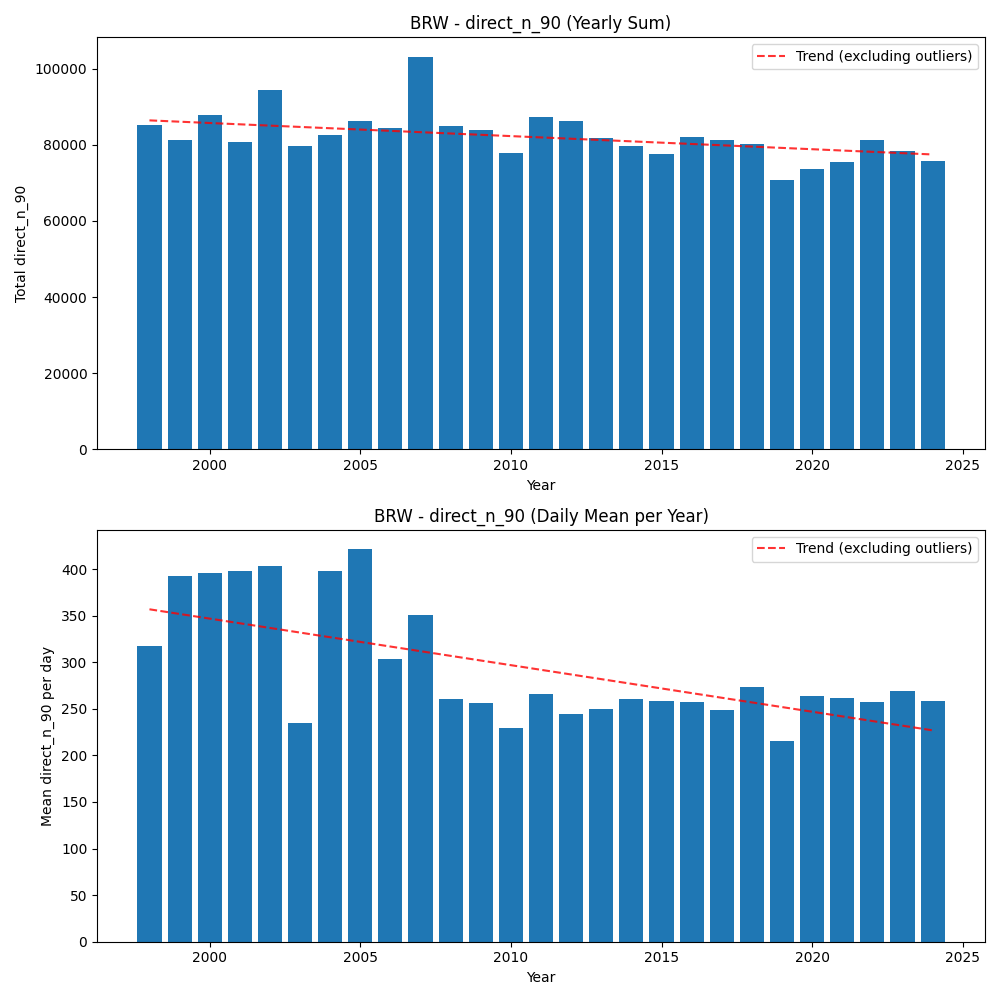 BRW - direct_n_90 (Yearly Sum)
Trend (excluding outliers)
Total direct_n_90
100000
80000
60000
40000
20000
0
2000 2005 2010 2015 2020 2025
Year
BRW - direct_n_90 (Daily Mean per Year)
Trend (excluding outliers)
Mean direct_n_90 per day
400
350
300
250
200
150
100
50
0
2000 2005 2010 2015 2020 2025
Year